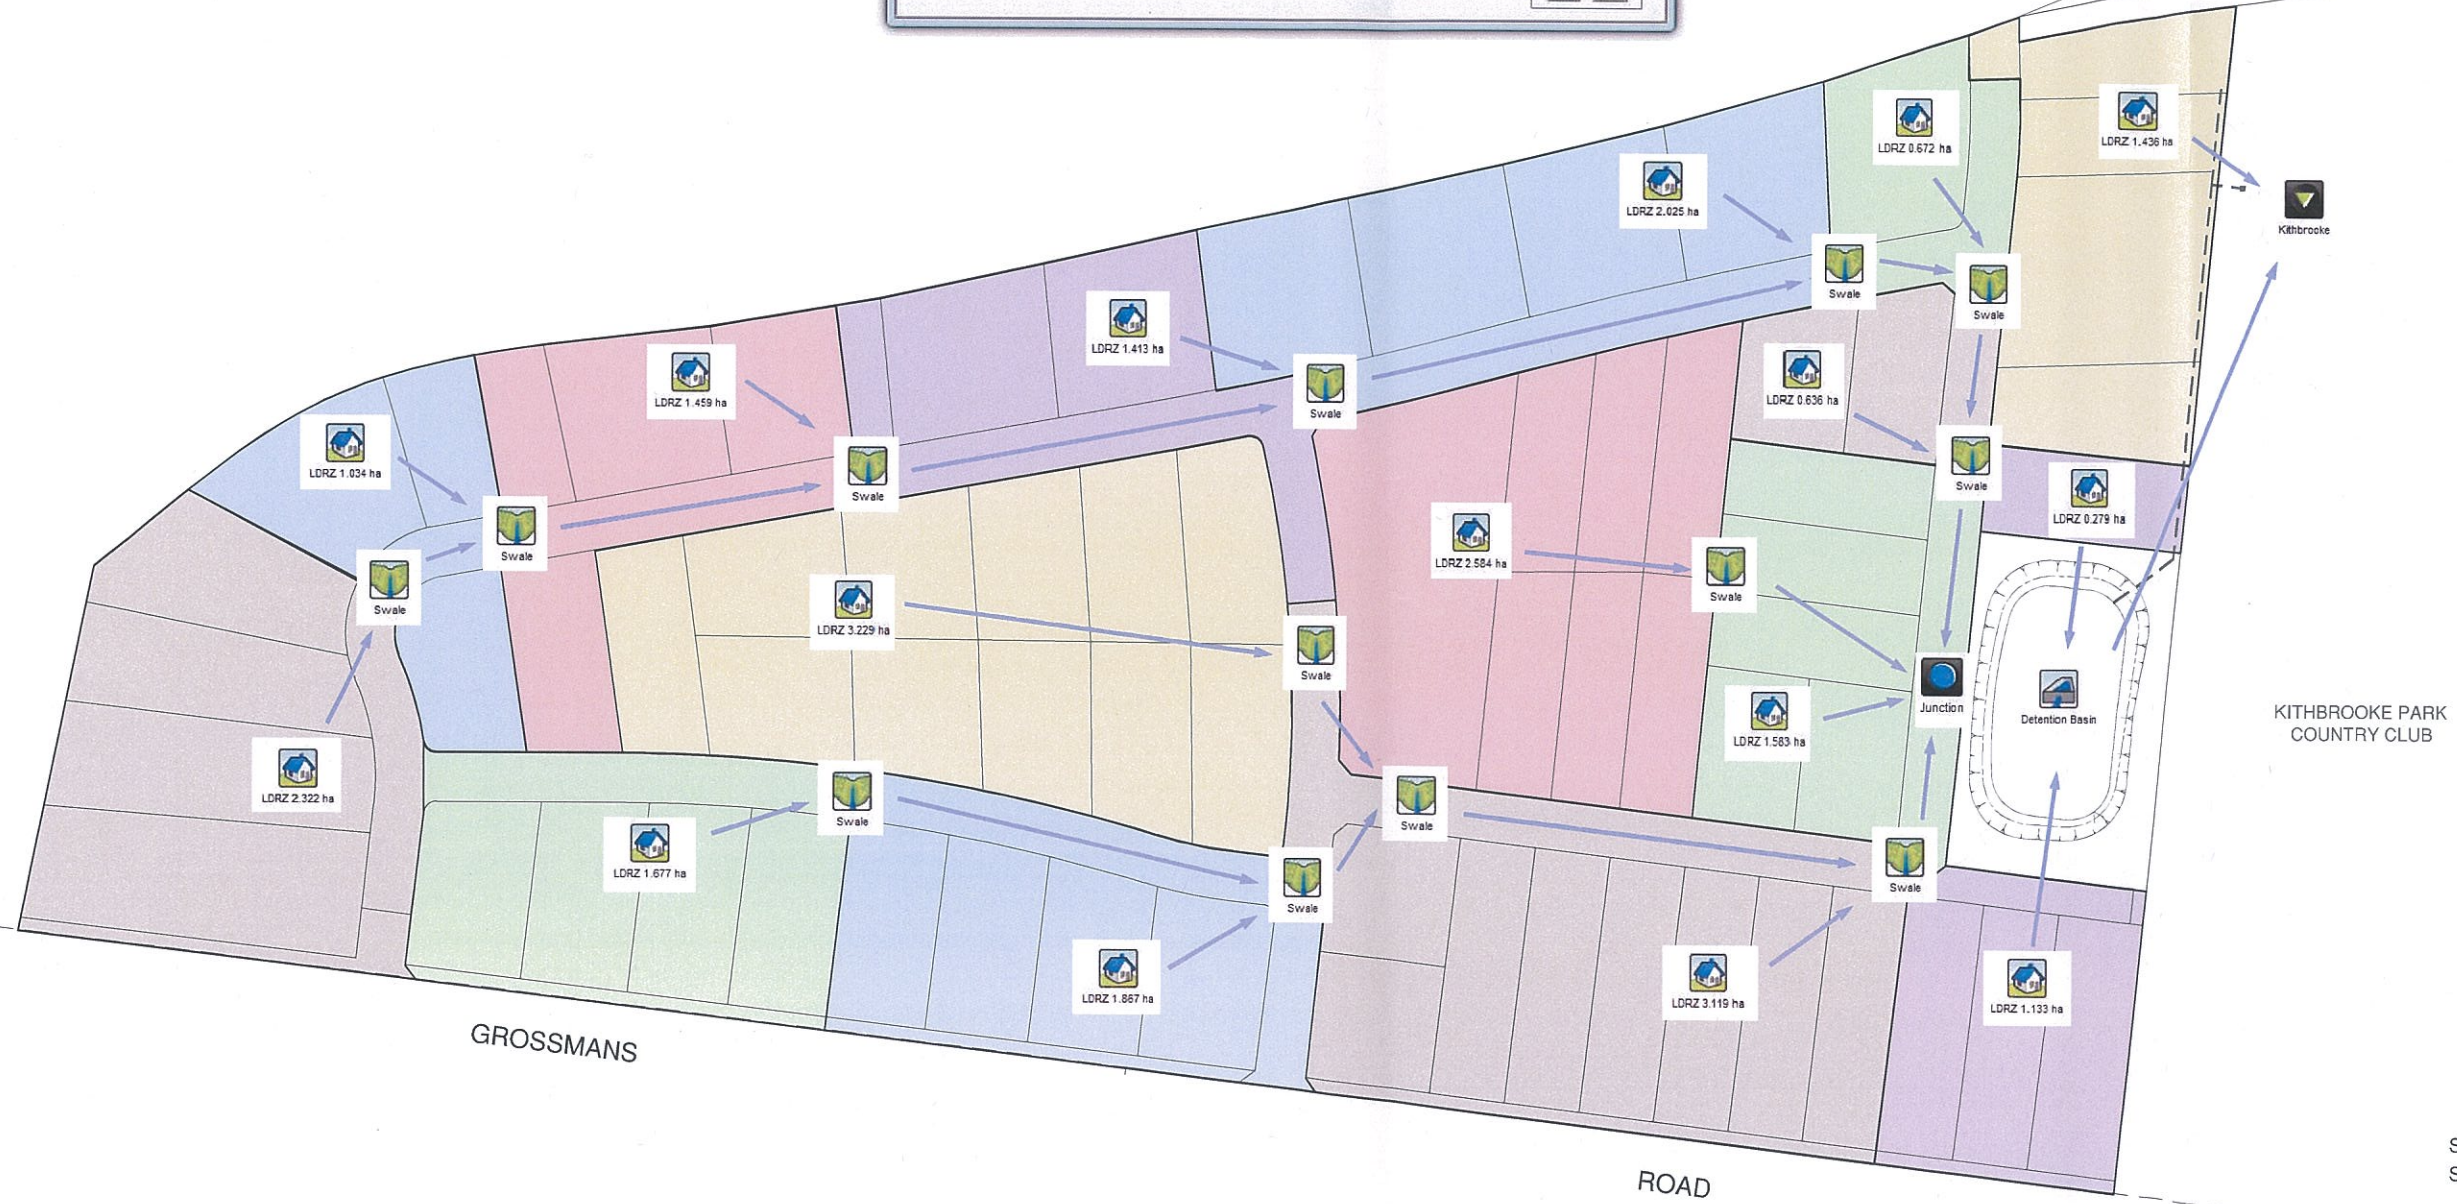 LDRZ 1.436 ha
LDRZ 0.672 ha
LDRZ 2.025 ha
Kithbrooke
Swale
Swale
LDRZ 1.413 ha
LDRZ 1.459 ha
LDRZ 0.636 ha
Swale
LDRZ 1.034 ha
Swale
Swale
LDRZ 0.279 ha
Swale
LDRZ 2.584 ha
Swale
Swale
LDRZ 3.229 ha
Swale
Junction
Detention Basin
KITHBROOKE PARK
COUNTRY CLUB
LDRZ 1.583 ha
LDRZ 2.322 ha
Swale
Swale
LDRZ 1.677 ha
Swale
Swale
LDRZ 1.867 ha
LDRZ 3.119 ha
LDRZ 1.133 ha
GROSSMANS
ROAD
S
S